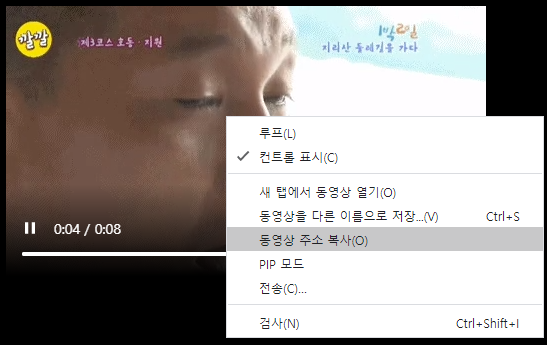 깔깔
제3코스 호동·지원
1박2일
지리산 둘레길을 가다
루프(L)
컨트롤 표시(C)
새 탭에서 동영상 열기(O)
동영상을 다른 이름으로 저장...(V) Ctrl+S
동영상 주소 복사(O)
PIP 모드
전송(C)...
검사(N) Ctrl+Shift+I
0:04 / 0:08